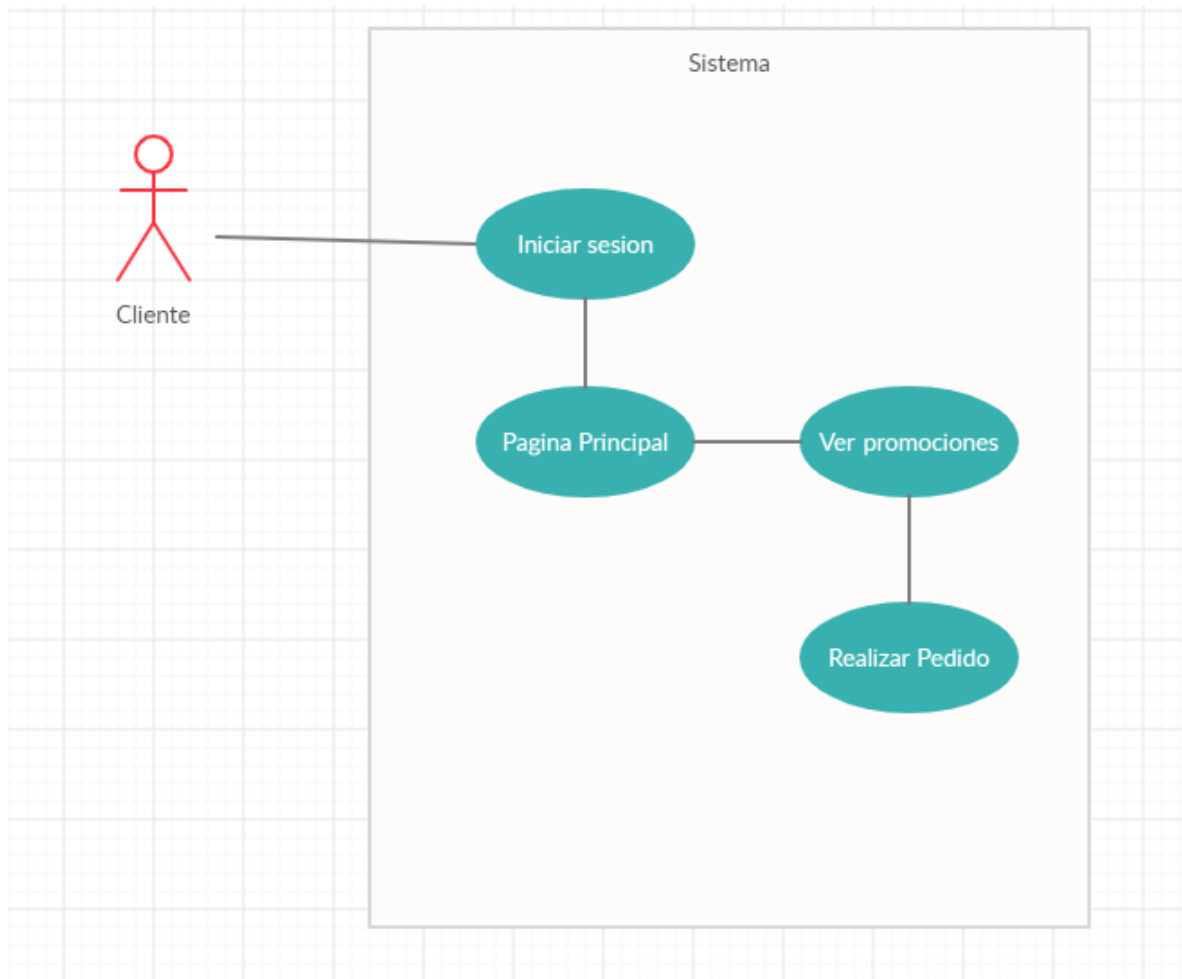 Sistema
Iniciar sesion
Cliente
Pagina Principal
Ver promociones
Realizar Pedido